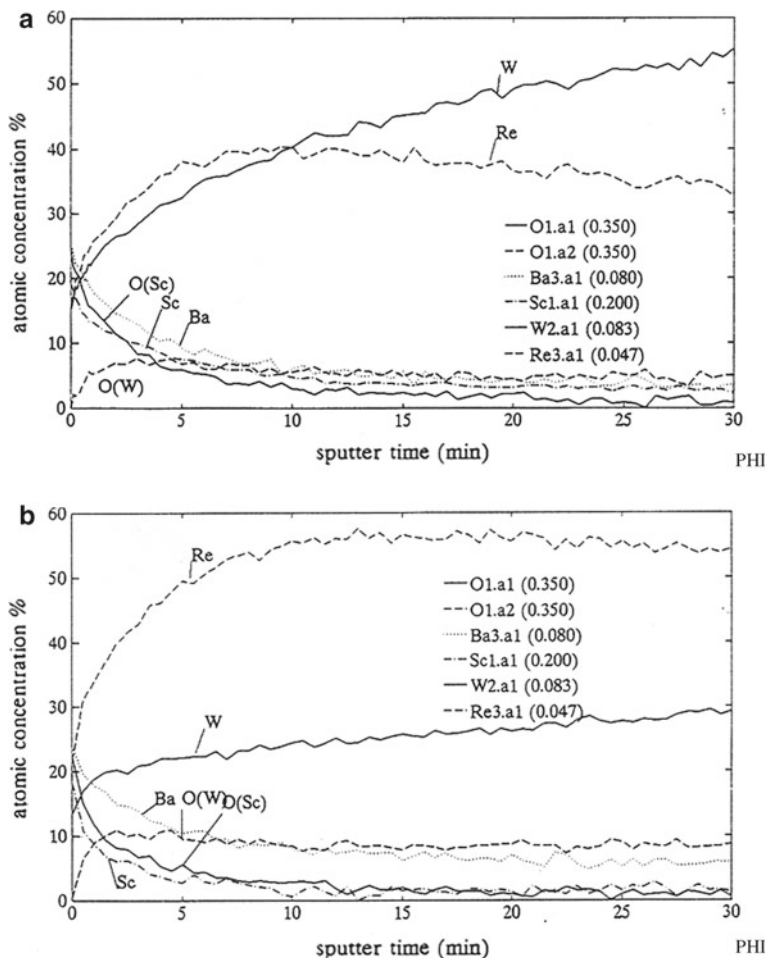 a
60
50
40
30
20
10
0
atomic concentration %
W
Re
O(Sc)
Sc
Ba
O(W)
O1.a1 (0.350)
O1.a2 (0.350)
Ba3.a1 (0.080)
Sc1.a1 (0.200)
W2.a1 (0.083)
Re3.a1 (0.047)
0 5 10 15 20 25 30
sputter time (min)
PHI
b
60
50
40
30
20
10
0
atomic concentration %
Re
W
Ba O(W) O(Sc)
Sc
O1.a1 (0.350)
O1.a2 (0.350)
Ba3.a1 (0.080)
Sc1.a1 (0.200)
W2.a1 (0.083)
Re3.a1 (0.047)
0 5 10 15 20 25 30
sputter time (min)
PHI